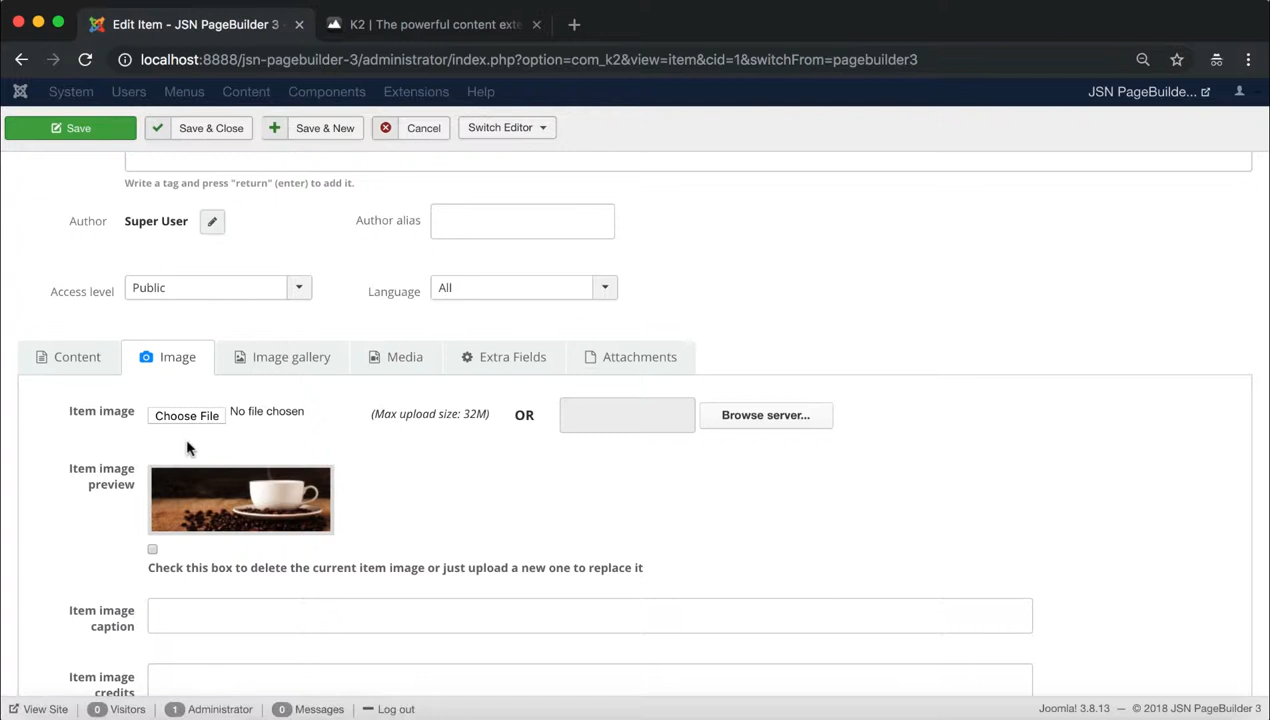 Edit Item - JSN PageBuilder 3
K2 | The powerful content exte
localhost:8888/jsn-pagebuilder-3/administrator/index.php?option=com_k2&view=item&cid=1&switchFrom=pagebuilder3
System Users Menus Content Components Extensions Help JSN PageBuilde...
Save Save & Close Save & New Cancel Switch Editor
Write a tag and press "return" (enter) to add it.
Author Super User Author alias
Access level Public Language All
Content Image Image gallery Media Extra Fields Attachments
Item image Choose File No file chosen (Max upload size: 32M) OR Browse server...
Item image
preview
Check this box to delete the current item image or just upload a new one to replace it
Item image
caption
Item image
credits
View Site 0 Visitors 1 Administrator 0 Messages Log out Joomla! 3.8.13 — © 2018 JSN PageBuilder 3